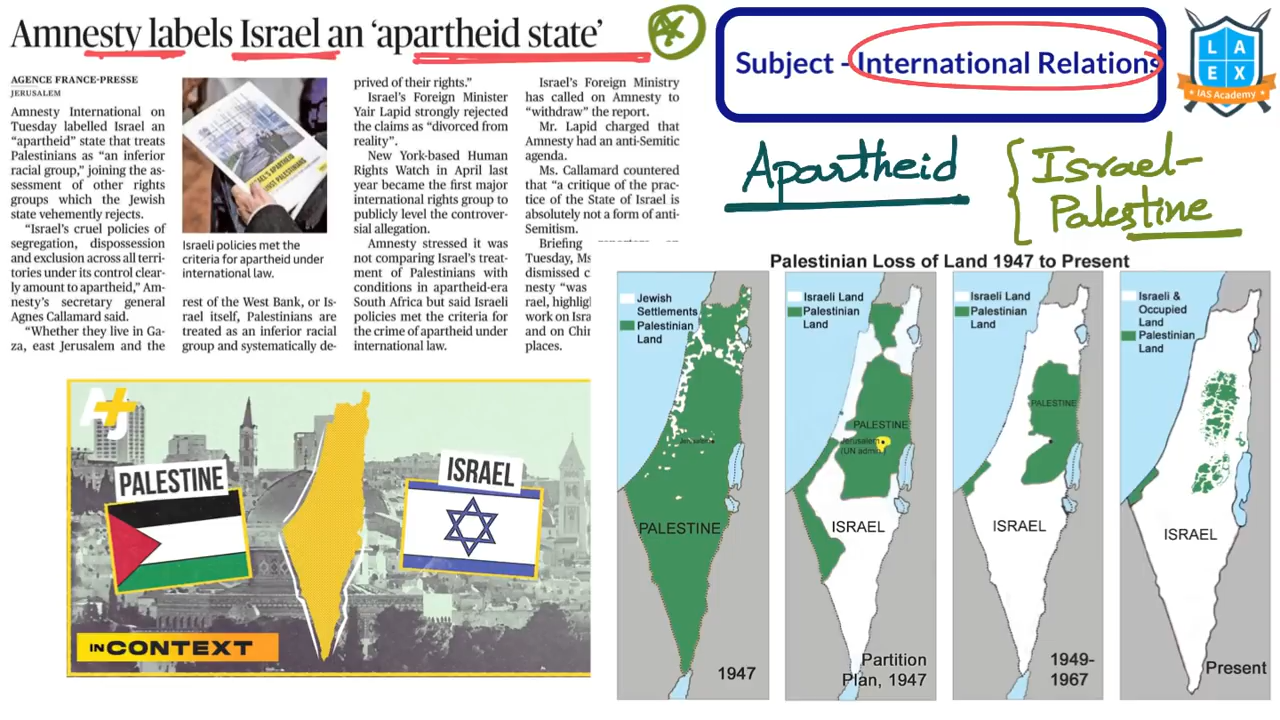 Amnesty labels Israel an ‘apartheid state’
AGENCE FRANCE-PRESSE
JERUSALEM
Amnesty International on
Tuesday labelled Israel an
“apartheid” state that treats
Palestinians as “an inferior
racial group,” joining the as-
sessment of other rights
groups which the Jewish
state vehemently rejects.
“Israel's cruel policies of
segregation, dispossession
and exclusion across all terri-
tories under its control clear-
ly amount to apartheid,” Am-
nesty's secretary general
Agnes Callamard said.
“Whether they live in Ga-
za, east Jerusalem and the
Israeli policies met the
criteria for apartheid under
international law.
rest of the West Bank, or Is-
rael itself, Palestinians are
treated as an inferior racial
group and systematically de-
prived of their rights.”
Israel's Foreign Minister
Yair Lapid strongly rejected
the claims as “divorced from
reality”.
New York-based Human
Rights Watch in April last
year became the first major
international rights group to
publicly level the controver-
sial allegation.
Amnesty stressed it was
not comparing Israel's treat-
ment of Palestinians with
conditions in apartheid-era
South Africa but said Israeli
policies met the criteria for
the crime of apartheid under
international law.
Israel's Foreign Ministry
has called on Amnesty to
“withdraw” the report.
Mr. Lapid charged that
Amnesty had an anti-Semitic
agenda.
Ms. Callamard countered
that “a critique of the prac-
tice of the State of Israel is
absolutely not a form of anti-
Semitism.
Briefing
Tuesday, Ms
dismissed c
nesty “was
rael, highlig
work on Isra
and on Chin
places.
Subject - International Relations
L A
E X
IAS Academy
Apartheid
Israel-
Palestine
Palestinian Loss of Land 1947 to Present
Jewish
Settlements
Palestinian
Land
Jerusalem
PALESTINE
1947
Israeli Land
Palestinian
Land
PALESTINE
Jerusalem
(UN admin.)
ISRAEL
Partition
Plan, 1947
Israeli Land
Palestinian
Land
PALESTINE
ISRAEL
1949-
1967
Israeli &
Occupied
Land
Palestinian
Land
ISRAEL
Present
A+
J
PALESTINE
ISRAEL
IN CONTEXT